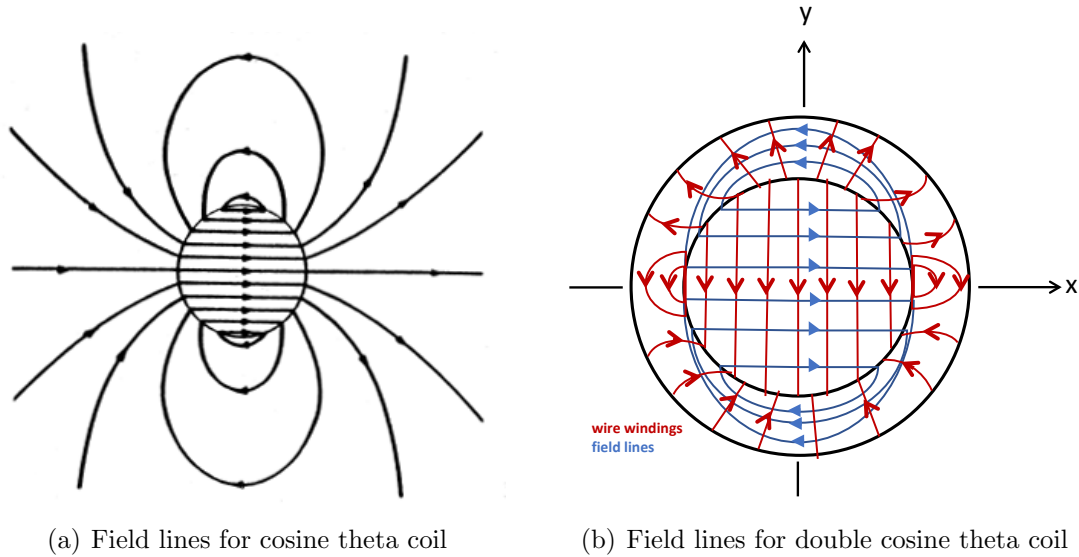 y
x
wire windings
field lines
(a) Field lines for cosine theta coil
(b) Field lines for double cosine theta coil